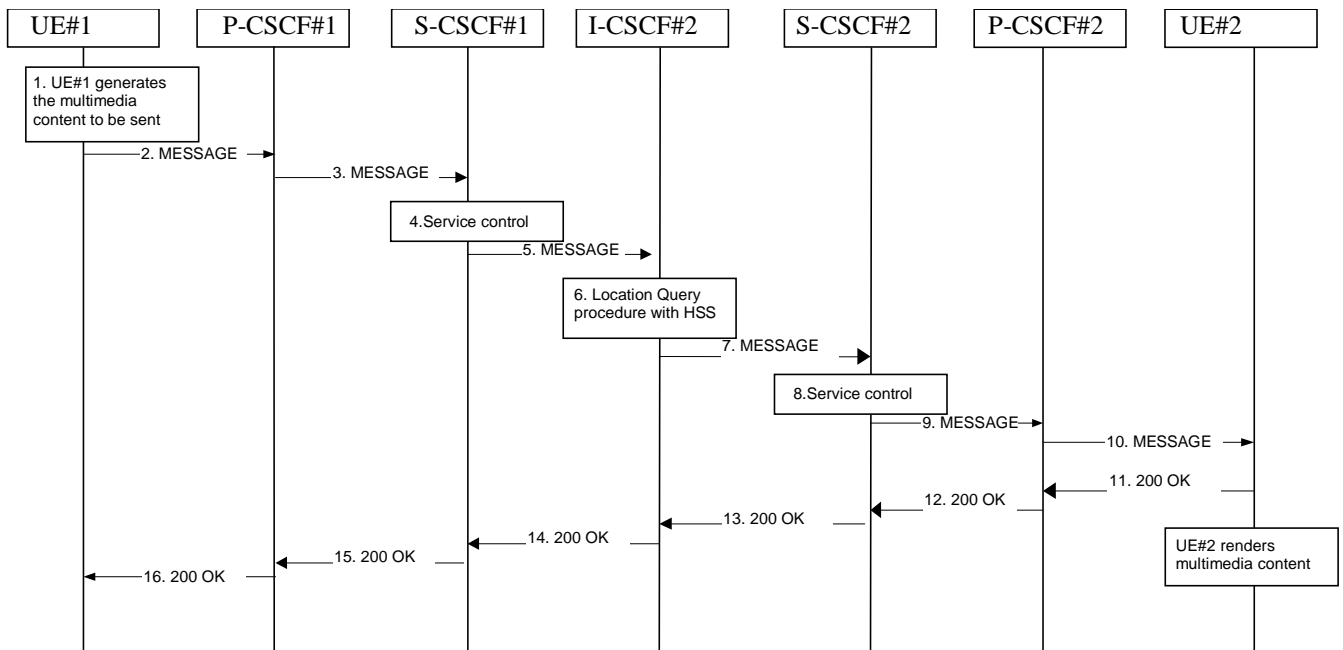 UE#1
P-CSCF#1
S-CSCF#1
I-CSCF#2
S-CSCF#2
P-CSCF#2
UE#2
1. UE#1 generates
the multimedia
content to be sent
2. MESSAGE
3. MESSAGE
4.Service control
5. MESSAGE
6. Location Query
procedure with HSS
7. MESSAGE
8.Service control
9. MESSAGE
10. MESSAGE
11. 200 OK
12. 200 OK
13. 200 OK
14. 200 OK
15. 200 OK
16. 200 OK
UE#2 renders
multimedia content